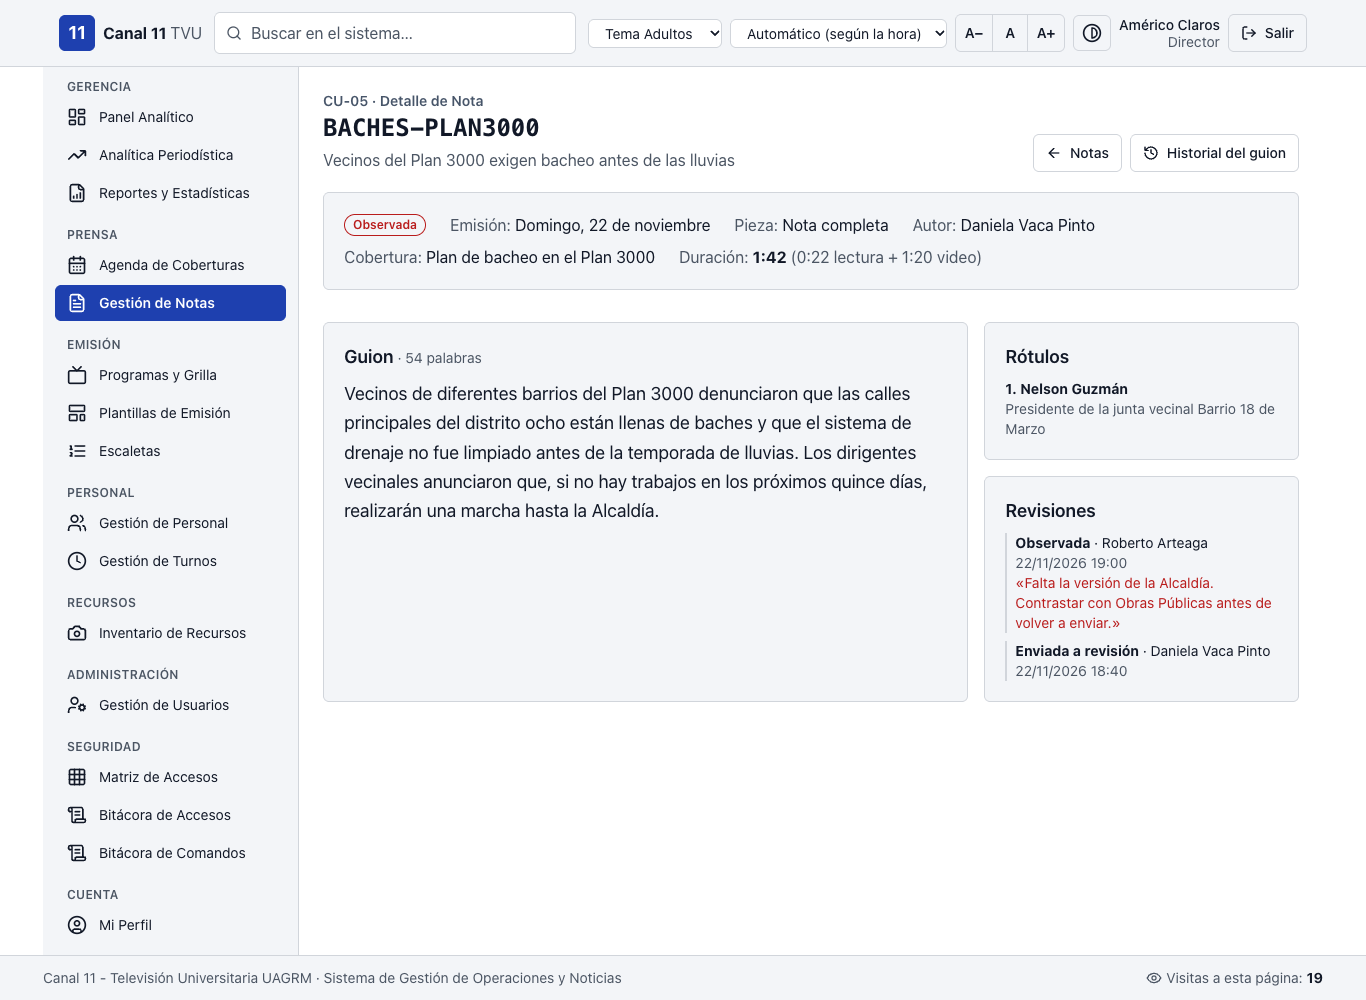 11 Canal 11 TVU
Buscar en el sistema...
Tema Adultos
Automático (según la hora)
A− A A+
Américo Claros
Director
Salir
GERENCIA
Panel Analítico
Analítica Periodística
Reportes y Estadísticas
PRENSA
Agenda de Coberturas
Gestión de Notas
EMISIÓN
Programas y Grilla
Plantillas de Emisión
Escaletas
PERSONAL
Gestión de Personal
Gestión de Turnos
RECURSOS
Inventario de Recursos
ADMINISTRACIÓN
Gestión de Usuarios
SEGURIDAD
Matriz de Accesos
Bitácora de Accesos
Bitácora de Comandos
CUENTA
Mi Perfil
CU-05 · Detalle de Nota
BACHES-PLAN3000
Vecinos del Plan 3000 exigen bacheo antes de las lluvias
Notas
Historial del guion
Observada Emisión: Domingo, 22 de noviembre Pieza: Nota completa Autor: Daniela Vaca Pinto
Cobertura: Plan de bacheo en el Plan 3000 Duración: 1:42 (0:22 lectura + 1:20 video)
Guion · 54 palabras
Vecinos de diferentes barrios del Plan 3000 denunciaron que las calles
principales del distrito ocho están llenas de baches y que el sistema de
drenaje no fue limpiado antes de la temporada de lluvias. Los dirigentes
vecinales anunciaron que, si no hay trabajos en los próximos quince días,
realizarán una marcha hasta la Alcaldía.
Rótulos
1. Nelson Guzmán
Presidente de la junta vecinal Barrio 18 de
Marzo
Revisiones
Observada · Roberto Arteaga
22/11/2026 19:00
«Falta la versión de la Alcaldía.
Contrastar con Obras Públicas antes de
volver a enviar.»
Enviada a revisión · Daniela Vaca Pinto
22/11/2026 18:40
Canal 11 - Televisión Universitaria UAGRM · Sistema de Gestión de Operaciones y Noticias
Visitas a esta página: 19